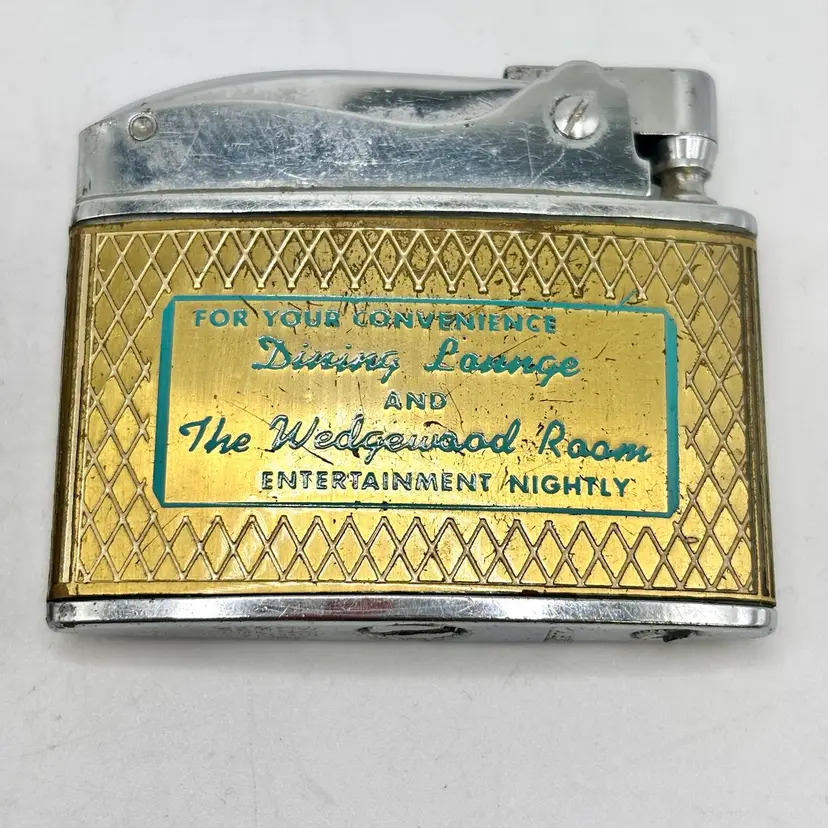 FOR YOUR CONVENIENCE
Dining Lounge
AND
The Wedgewood Room
ENTERTAINMENT NIGHTLY